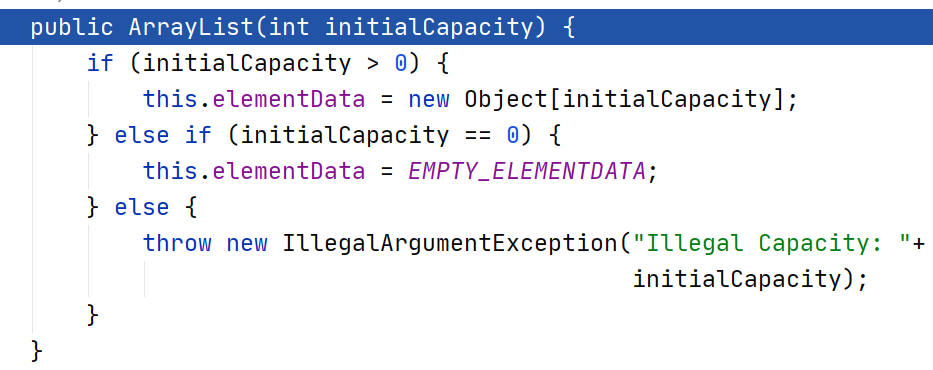 public ArrayList(int initialCapacity) {
    if (initialCapacity > 0) {
        this.elementData = new Object[initialCapacity];
    } else if (initialCapacity == 0) {
        this.elementData = EMPTY_ELEMENTDATA;
    } else {
        throw new IllegalArgumentException("Illegal Capacity: "+
                                           initialCapacity);
    }
}